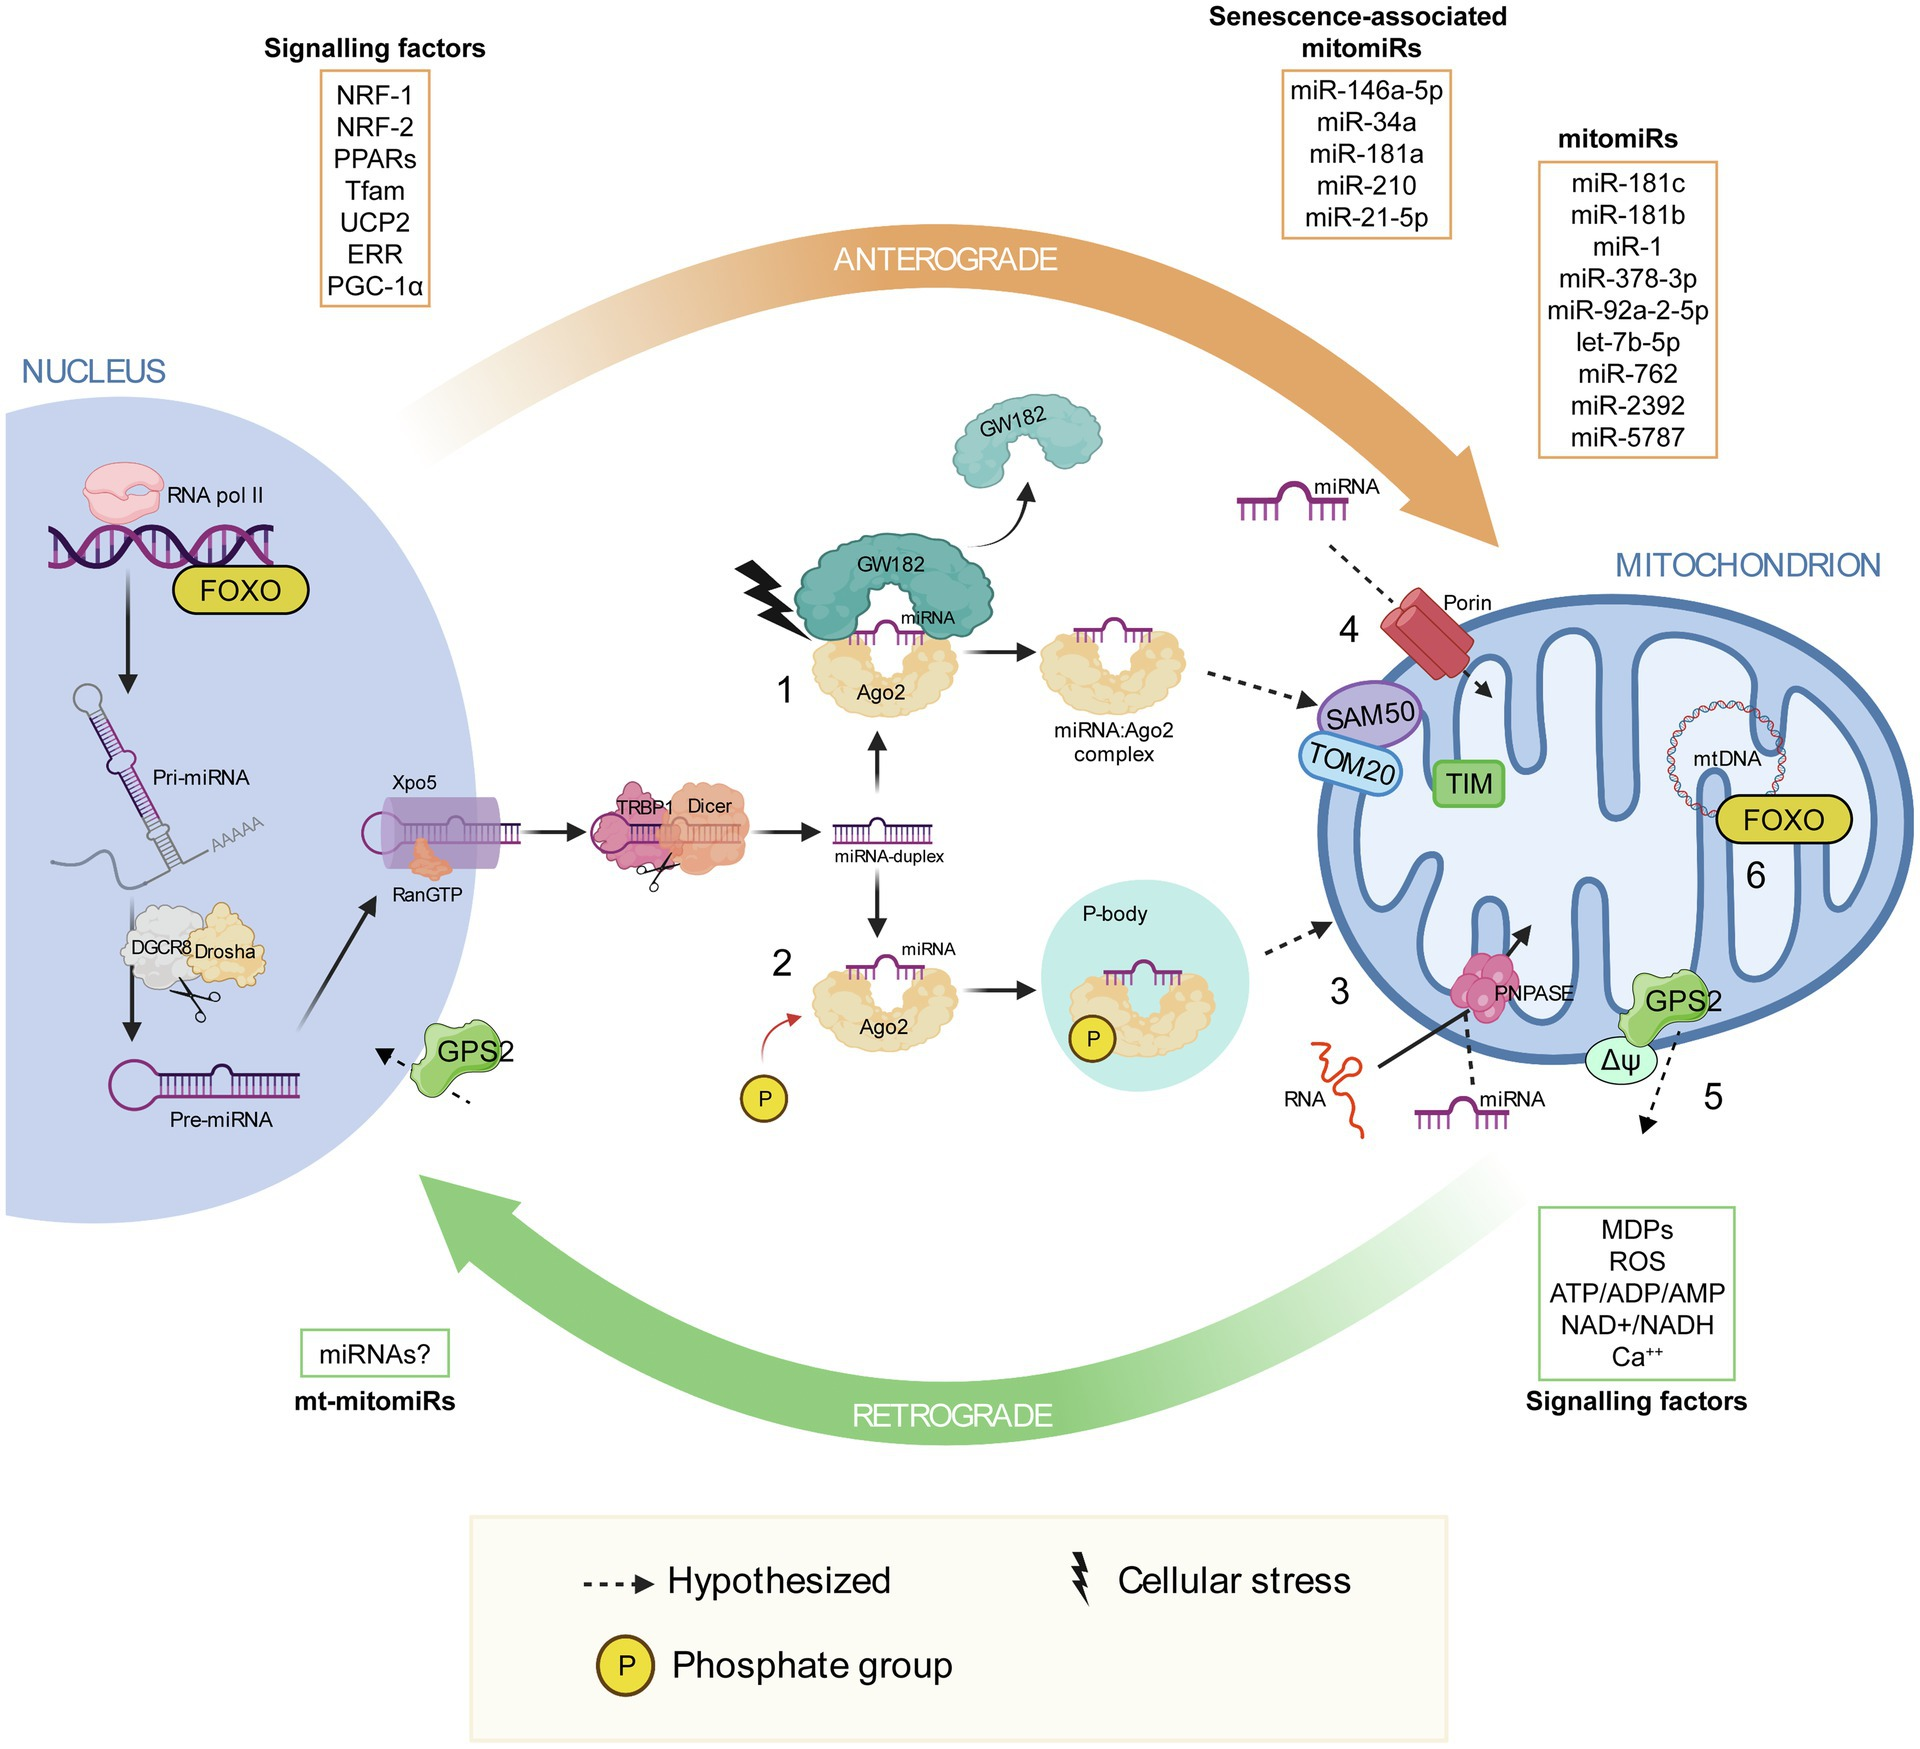 Signalling factors
NRF-1
NRF-2
PPARs
Tfam
UCP2
ERR
PGC-1α
Senescence-associated
mitomiRs
miR-146a-5p
miR-34a
miR-181a
miR-210
miR-21-5p
mitomiRs
miR-181c
miR-181b
miR-1
miR-378-3p
miR-92a-2-5p
let-7b-5p
miR-762
miR-2392
miR-5787
ANTEROGRADE
NUCLEUS
RNA pol II
FOXO
Pri-miRNA
AAAAA
DGCR8
Drosha
Pre-miRNA
Xpo5
RanGTP
GPS2
TRBP1
Dicer
miRNA-duplex
1
GW182
GW182
miRNA
Ago2
miRNA:Ago2
complex
2
miRNA
Ago2
P
P-body
P
MITOCHONDRION
miRNA
4
Porin
SAM50
TOM20
TIM
mtDNA
FOXO
6
3
PNPASE
RNA
miRNA
GPS2
Δψ
5
MDPs
ROS
ATP/ADP/AMP
NAD+/NADH
Ca++
Signalling factors
miRNAs?
mt-mitomiRs
RETROGRADE
Hypothesized
Cellular stress
P
Phosphate group